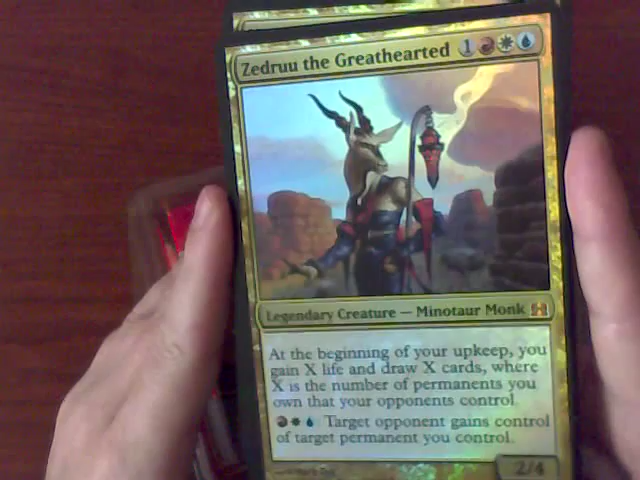 Zedruu the Greathearted 1
Legendary Creature — Minotaur Monk
At the beginning of your upkeep, you
gain X life and draw X cards, where
X is the number of permanents you
own that your opponents control.
Target opponent gains control
of target permanent you control.
2/4